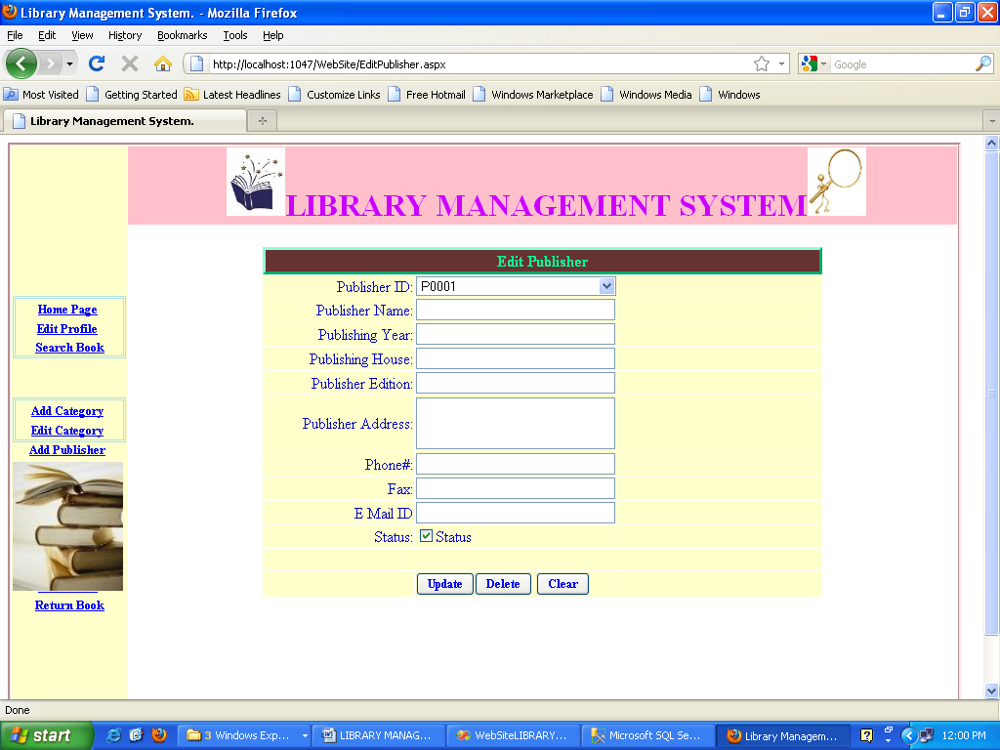 Library Management System. - Mozilla Firefox
File Edit View History Bookmarks Tools Help
http://localhost:1047/WebSite/EditPublisher.aspx
Google
Most Visited Getting Started Latest Headlines Customize Links Free Hotmail Windows Marketplace Windows Media Windows
Library Management System.
LIBRARY MANAGEMENT SYSTEM
Home Page
Edit Profile
Search Book
Add Category
Edit Category
Add Publisher
Return Book
Edit Publisher
Publisher ID: P0001
Publisher Name:
Publishing Year:
Publishing House:
Publisher Edition:
Publisher Address:
Phone#:
Fax:
E Mail ID
Status: Status
Update Delete Clear
Done
start 3 Windows Exp... LIBRARY MANAG... WebSiteLIBRARY... Microsoft SQL Se... Library Managem... 12:00 PM